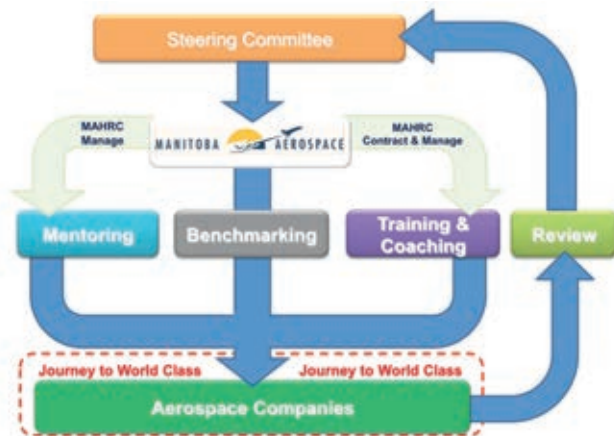 Steering Committee
MAHRC
Manage
MANITOBA AEROSPACE
MAHRC
Contract & Manage
Mentoring
Benchmarking
Training &
Coaching
Review
Journey to World Class
Journey to World Class
Aerospace Companies